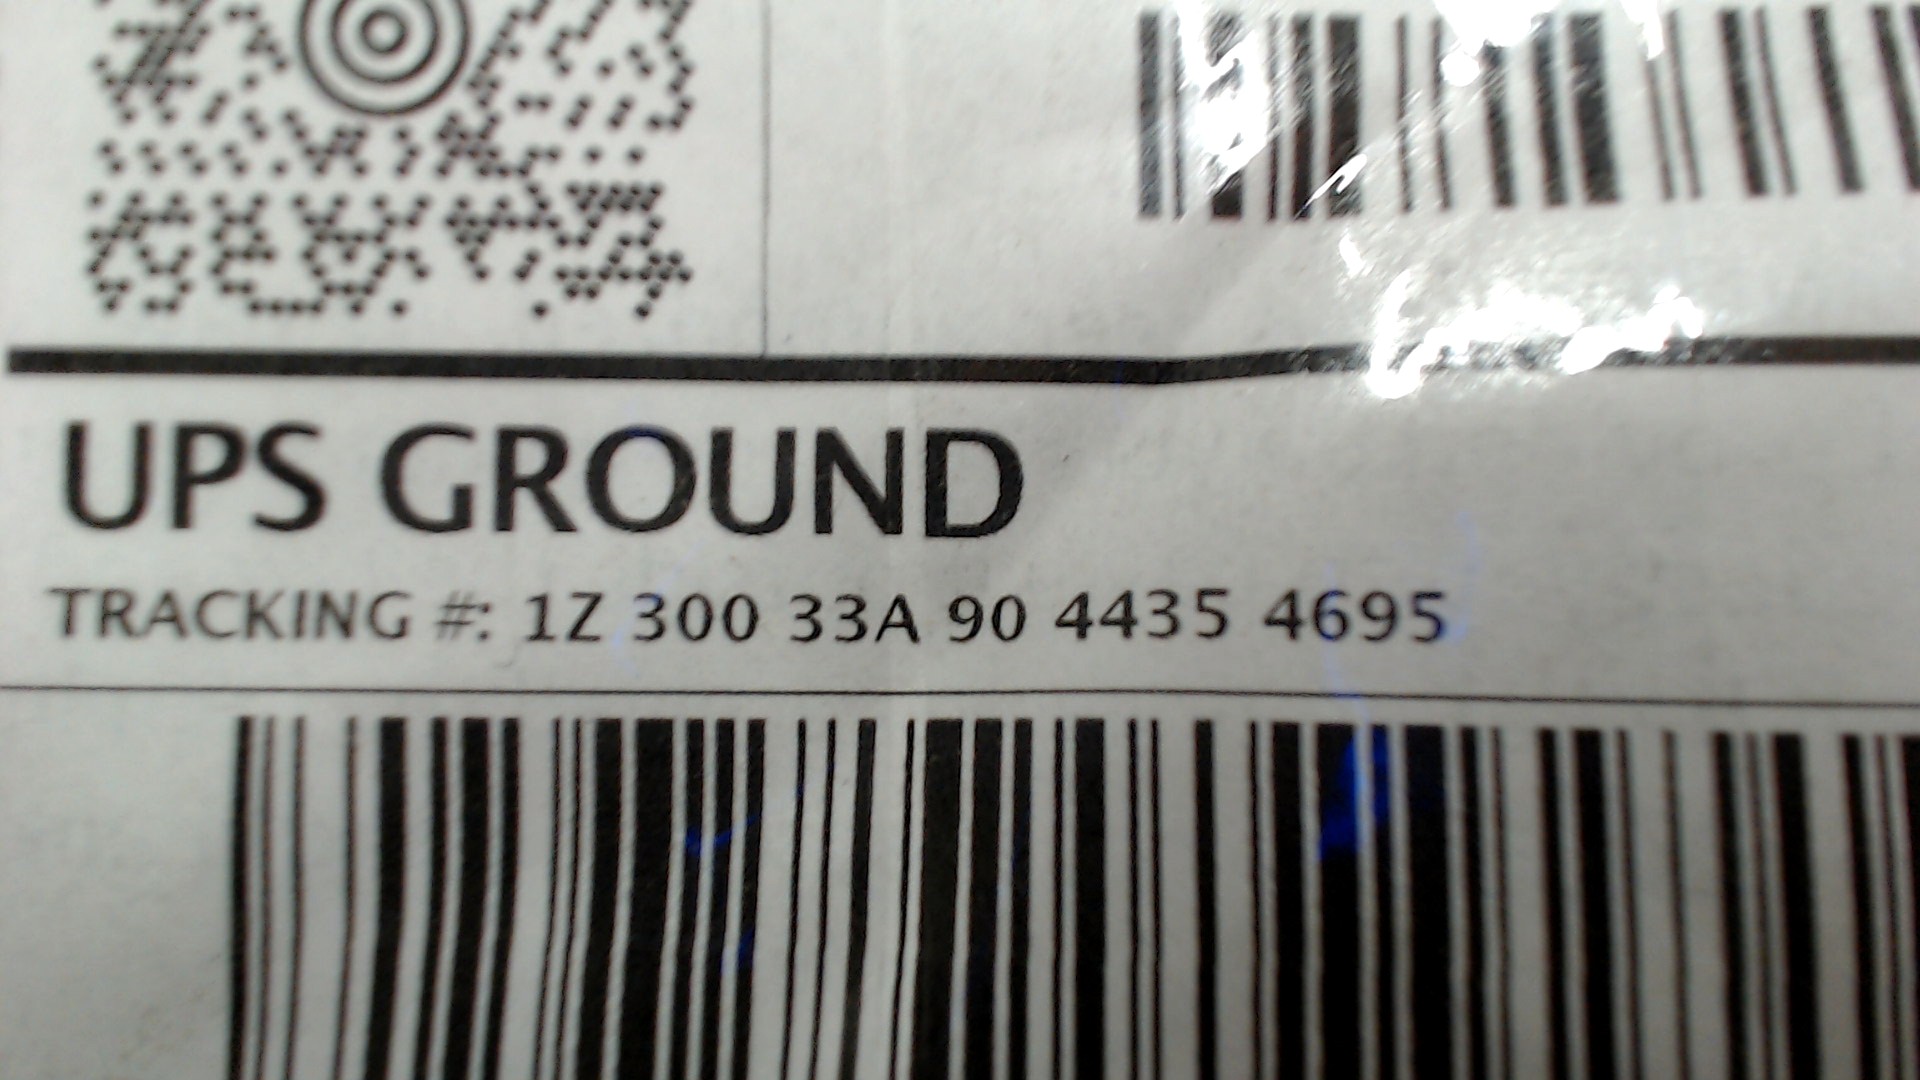 UPS GROUND
TRACKING #: 1Z 300 33A 90 4435 4695